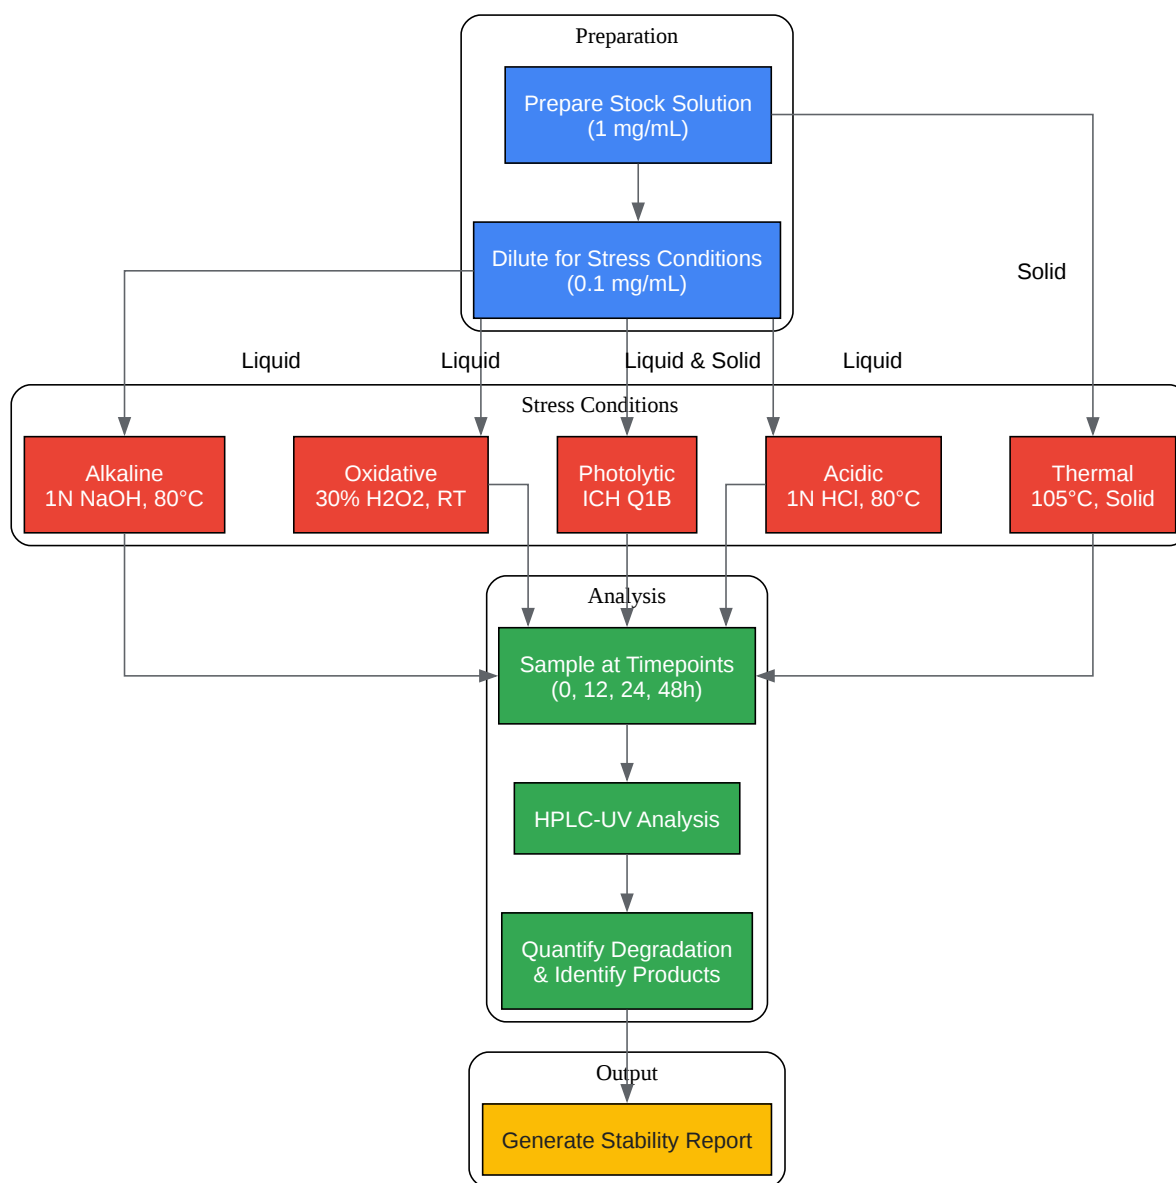 Preparation
Prepare Stock Solution
(1 mg/mL)
Dilute for Stress Conditions
(0.1 mg/mL)
Solid
Liquid
Liquid
Liquid & Solid
Liquid
Stress Conditions
Alkaline
1N NaOH, 80°C
Oxidative
30% H2O2, RT
Photolytic
ICH Q1B
Acidic
1N HCl, 80°C
Thermal
105°C, Solid
Analysis
Sample at Timepoints
(0, 12, 24, 48h)
HPLC-UV Analysis
Quantify Degradation
& Identify Products
Output
Generate Stability Report